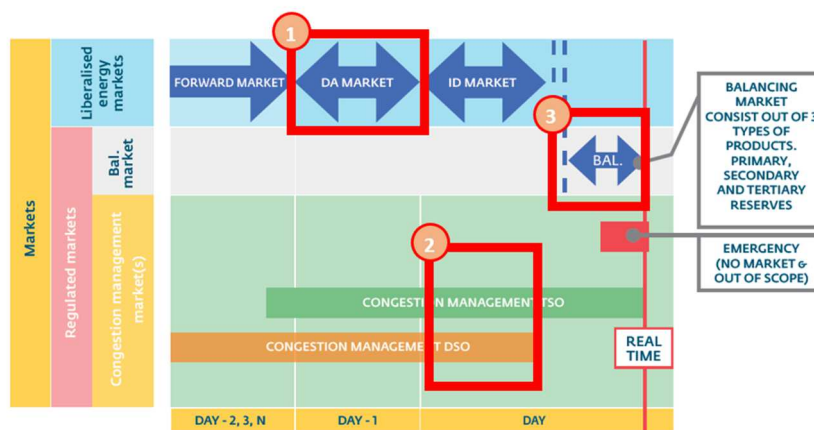 1
FORWARD MARKET
DA MARKET
ID MARKET
3
BAL.
2
CONGESTION MANAGEMENT TSO
CONGESTION MANAGEMENT DSO
REAL
TIME
DAY - 2, 3, N
DAY - 1
DAY
Markets
Liberalised
energy
markets
Regulated markets
Bal.
market
Congestion management
market(s)
BALANCING
MARKET
CONSIST OUT OF 3
TYPES OF
PRODUCTS.
PRIMARY,
SECONDARY
AND TERTIARY
RESERVES
EMERGENCY
(NO MARKET &
OUT OF SCOPE)